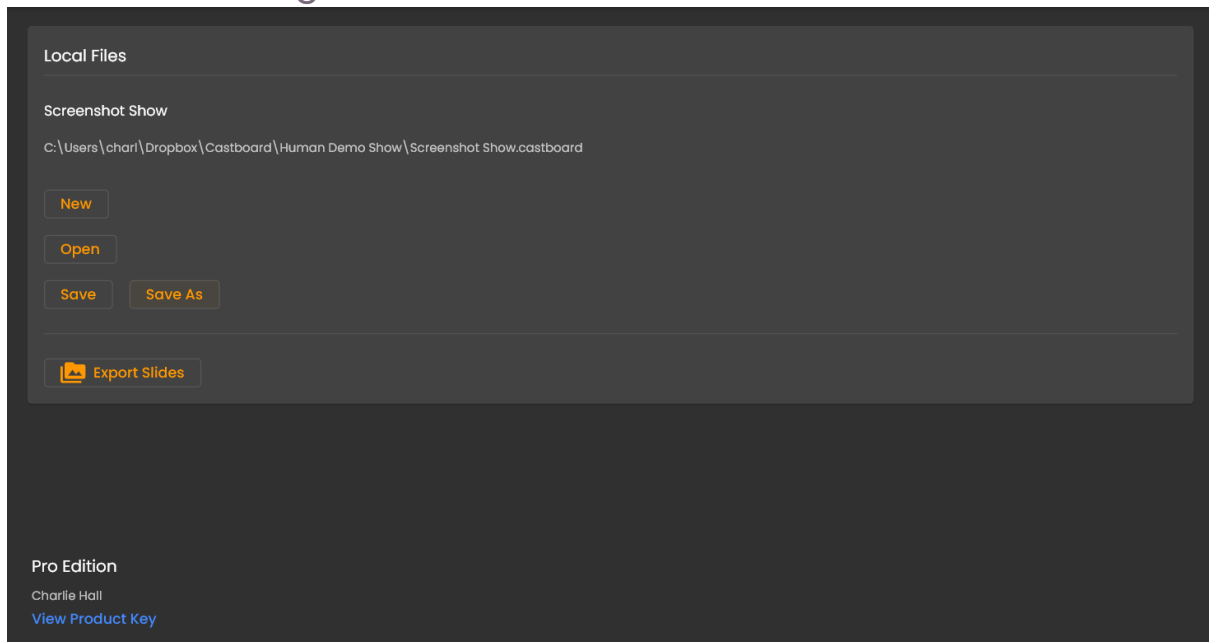 Local Files
Screenshot Show
C:\Users\charl\Dropbox\Castboard\Human Demo Show\Screenshot Show.castboard
New
Open
Save Save As
Export Slides
Pro Edition
Charlie Hall
View Product Key